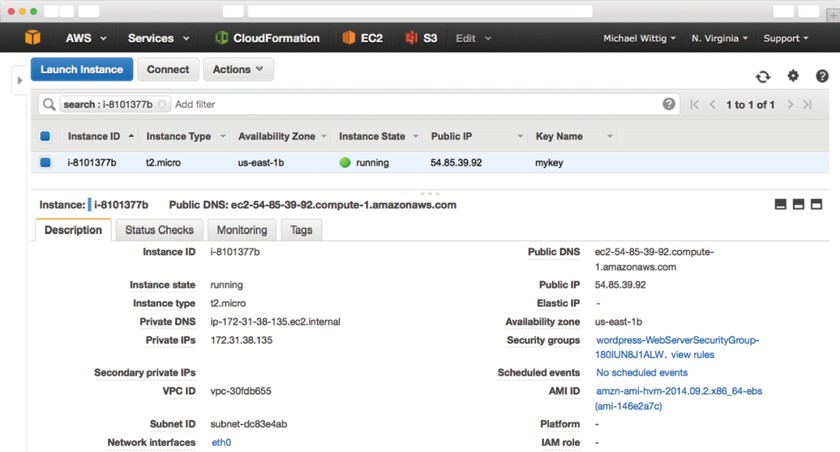 AWS Services CloudFormation EC2 S3 Edit Michael Wittig N. Virginia Support
Launch Instance Connect Actions
search : i-8101377b Add filter 1 to 1 of 1
Instance ID Instance Type Availability Zone Instance State Public IP Key Name
i-8101377b t2.micro us-east-1b running 54.85.39.92 mykey
Instance: i-8101377b Public DNS: ec2-54-85-39-92.compute-1.amazonaws.com
Description Status Checks Monitoring Tags
Instance ID i-8101377b Public DNS ec2-54-85-39-92.compute-
1.amazonaws.com
Instance state running Public IP 54.85.39.92
Instance type t2.micro Elastic IP -
Private DNS ip-172-31-38-135.ec2.internal Availability zone us-east-1b
Private IPs 172.31.38.135 Security groups wordpress-WebServerSecurityGroup-
180IUN8J1ALW. view rules
Secondary private IPs Scheduled events No scheduled events
VPC ID vpc-30fdb655 AMI ID amzn-ami-hvm-2014.09.2.x86_64-ebs
(ami-146e2a7c)
Subnet ID subnet-dc83e4ab Platform -
Network interfaces eth0 IAM role -